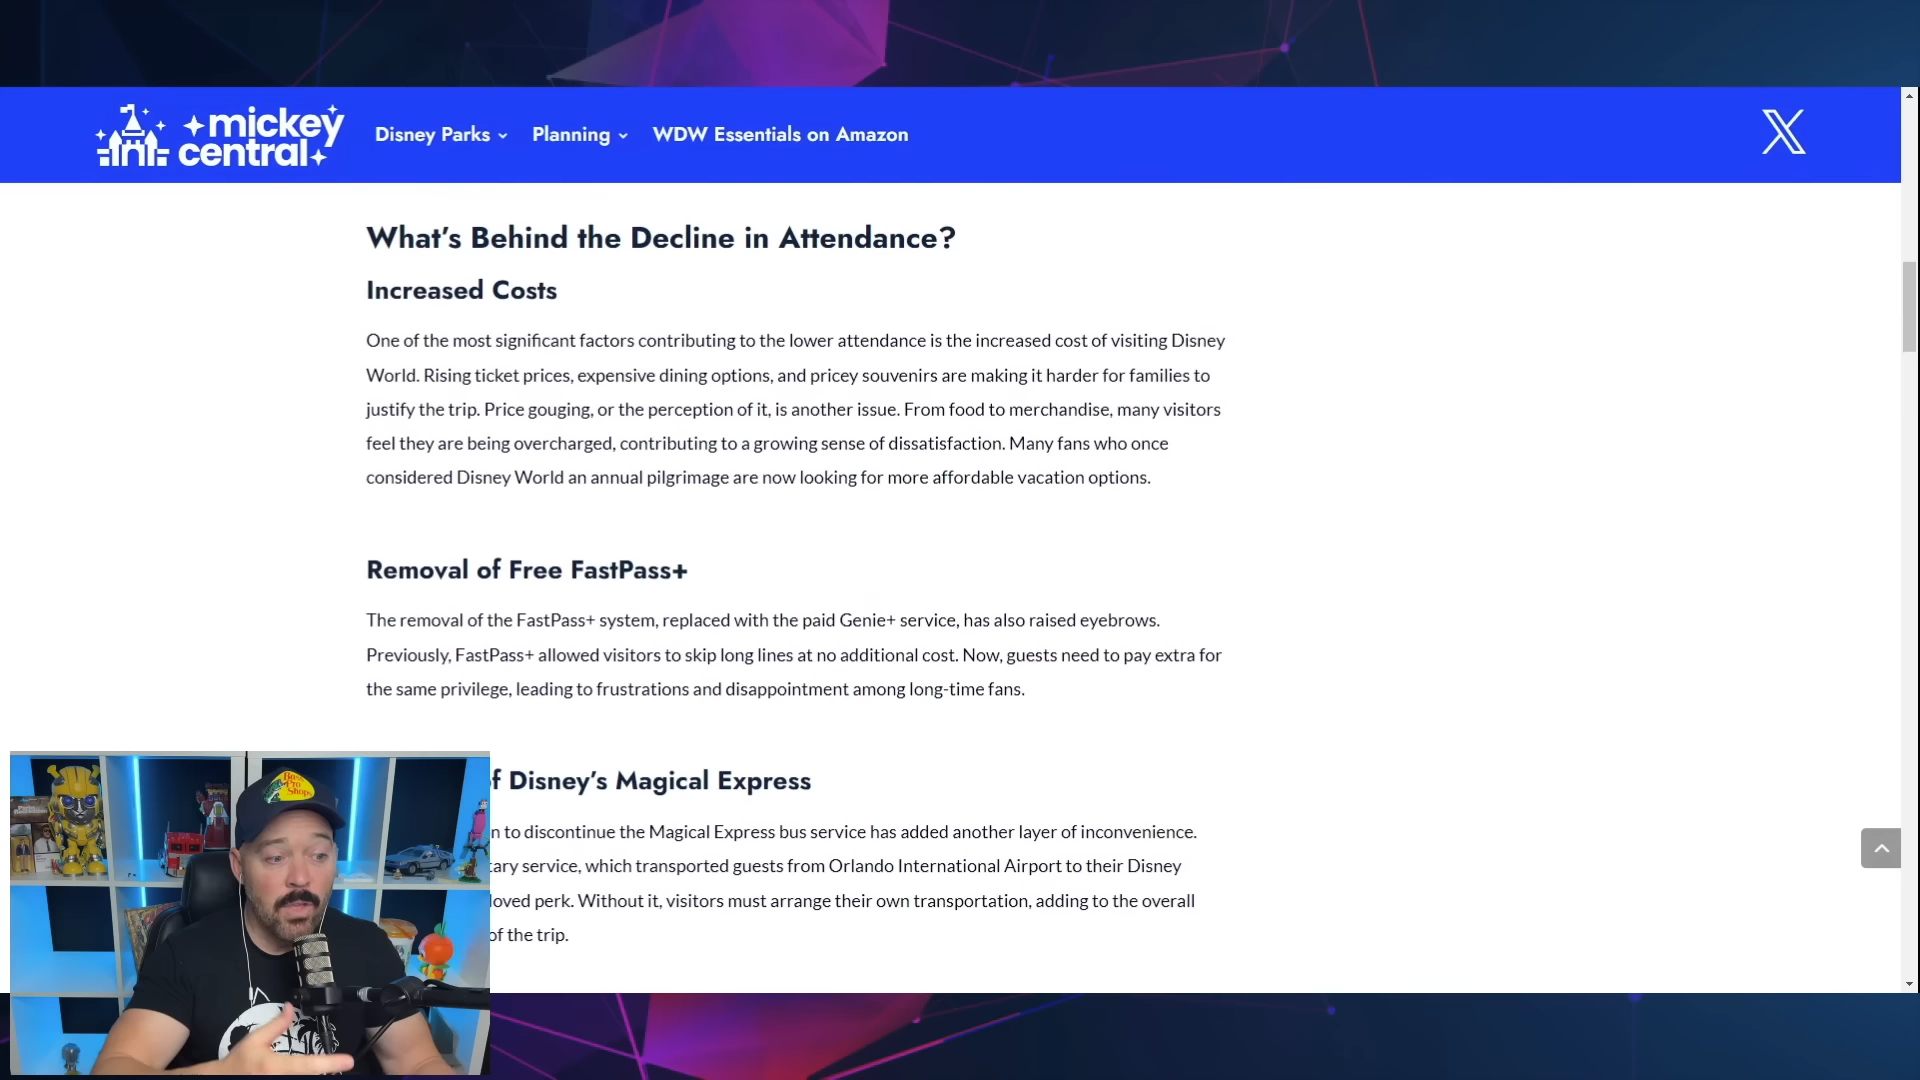 mickey
central
Disney Parks
Planning
WDW Essentials on Amazon
What's Behind the Decline in Attendance?
Increased Costs
One of the most significant factors contributing to the lower attendance is the increased cost of visiting Disney
World. Rising ticket prices, expensive dining options, and pricey souvenirs are making it harder for families to
justify the trip. Price gouging, or the perception of it, is another issue. From food to merchandise, many visitors
feel they are being overcharged, contributing to a growing sense of dissatisfaction. Many fans who once
considered Disney World an annual pilgrimage are now looking for more affordable vacation options.
Removal of Free FastPass+
The removal of the FastPass+ system, replaced with the paid Genie+ service, has also raised eyebrows.
Previously, FastPass+ allowed visitors to skip long lines at no additional cost. Now, guests need to pay extra for
the same privilege, leading to frustrations and disappointment among long-time fans.
f Disney's Magical Express
n to discontinue the Magical Express bus service has added another layer of inconvenience.
tary service, which transported guests from Orlando International Airport to their Disney
loved perk. Without it, visitors must arrange their own transportation, adding to the overall
of the trip.
Bass
Pro
Shops